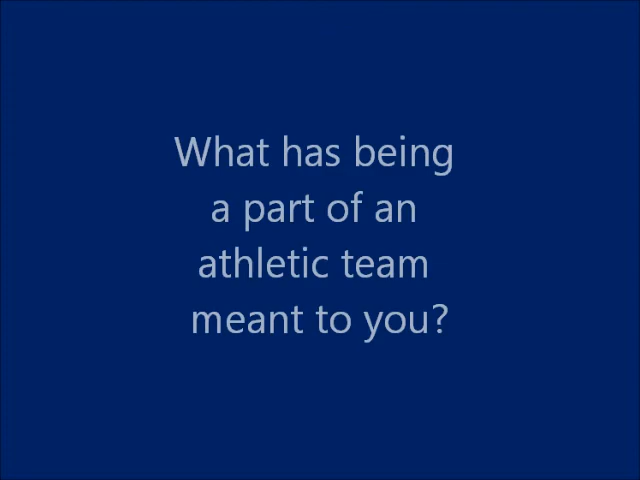 What has being
a part of an
athletic team
meant to you?